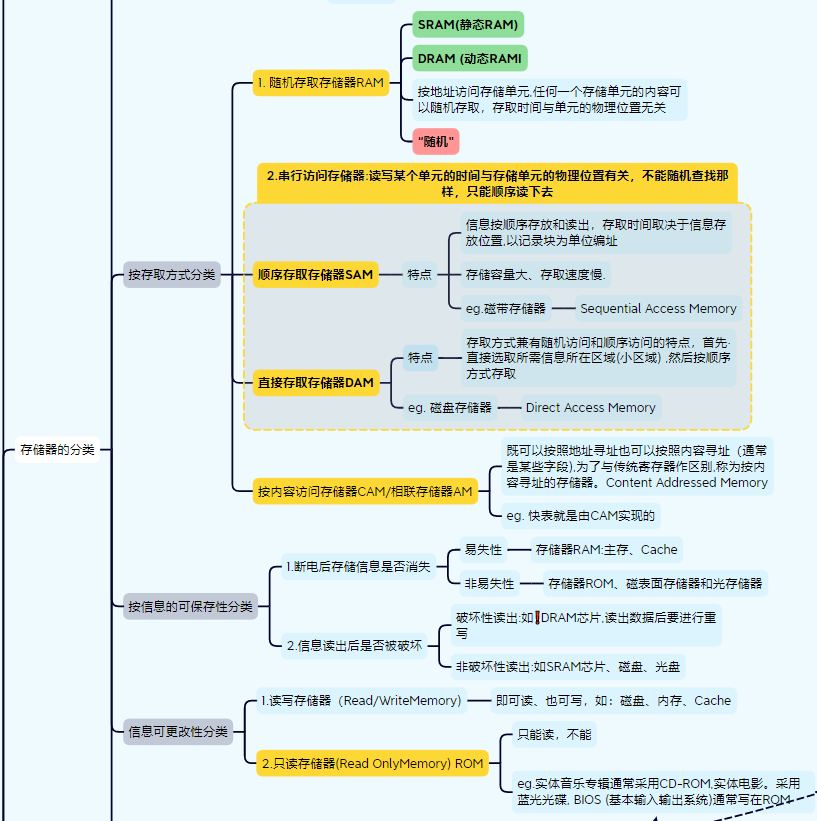 SRAM(静态RAM)
DRAM (动态RAMI
1. 随机存取存储器RAM
按地址访问存储单元,任何一个存储单元的内容可
以随机存取，存取时间与单元的物理位置无关
"随机"
2.串行访问存储器:读写某个单元的时间与存储单元的物理位置有关，不能随机查找那
样，只能顺序读下去
信息按顺序存放和读出，存取时间取决于信息存
放位置,以记录块为单位编址
按存取方式分类
顺序存取存储器SAM
特点
存储容量大、存取速度慢.
eg.磁带存储器
Sequential Access Memory
存取方式兼有随机访问和顺序访问的特点，首先·
直接选取所需信息所在区域(小区域) ,然后按顺序
方式存取
特点
直接存取存储器DAM
eg. 磁盘存储器
Direct Access Memory
存储器的分类
既可以按照地址寻址也可以按照内容寻址（通常
是某些字段),为了与传统寄存器作区别,称为按内
容寻址的存储器。Content Addressed Memory
按内容访问存储器CAM/相联存储器AM
eg. 快表就是由CAM实现的
易失性
存储器RAM:主存、Cache
1.断电后存储信息是否消失
非易失性
存储器ROM、磁表面存储器和光存储器
按信息的可保存性分类
破坏性读出:如DRAM芯片,读出数据后要进行重
写
2.信息读出后是否被破坏
非破坏性读出:如SRAM芯片、磁盘、光盘
1.读写存储器（Read/WriteMemory)
即可读、也可写，如：磁盘、内存、Cache
信息可更改性分类
只能读，不能
2.只读存储器(Read OnlyMemory) ROM
eg.实体音乐专辑通常采用CD-ROM,实体电影。采用
蓝光光碟, BIOS (基本输入输出系统)通常写在ROM